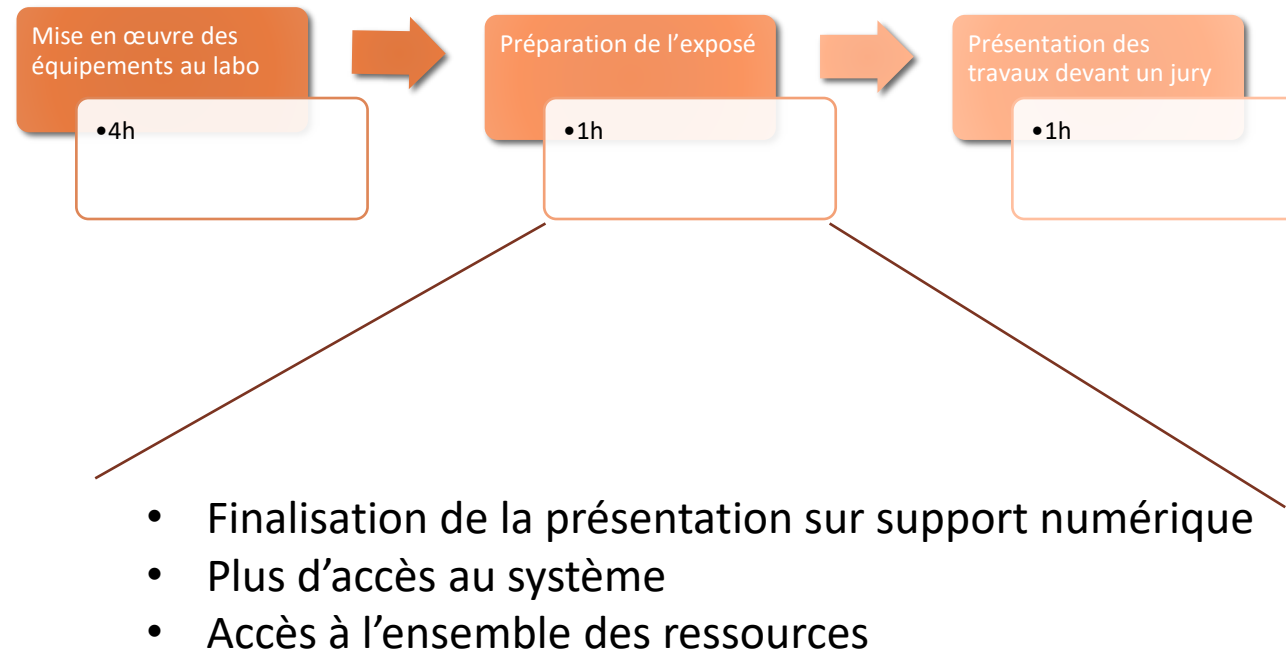 Mise en œuvre des
équipements au labo
•4h
Préparation de l’exposé
•1h
Présentation des
travaux devant un jury
•1h
• Finalisation de la présentation sur support numérique
• Plus d’accès au système
• Accès à l’ensemble des ressources